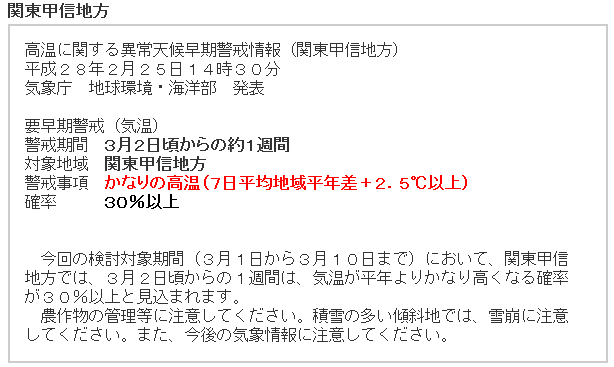 関東甲信地方
高温に関する異常天候早期警戒情報（関東甲信地方）
平成２８年２月２５日１４時３０分
気象庁　地球環境・海洋部　発表
要早期警戒（気温）
警戒期間　３月２日頃からの約１週間
対象地域　関東甲信地方
警戒事項　かなりの高温（７日平均地域平年差＋２．５℃以上）
確率　　　３０％以上
　今回の検討対象期間（３月１日から３月１０日まで）において、関東甲信
地方では、３月２日頃からの１週間は、気温が平年よりかなり高くなる確率
が３０％以上と見込まれます。
　農作物の管理等に注意してください。積雪の多い傾斜地では、雪崩に注意
してください。また、今後の気象情報に注意してください。